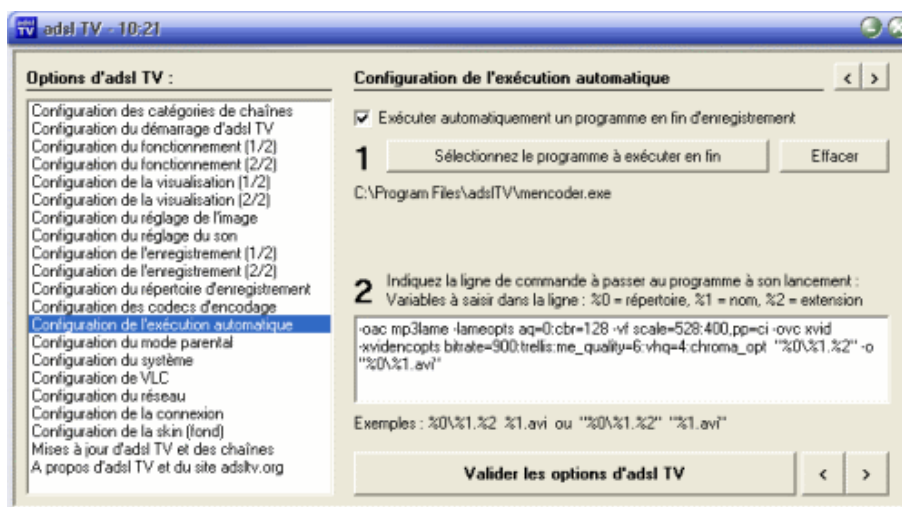 adsl TV - 10:21
Options d'adsl TV :
Configuration des catégories de chaînes
Configuration du démarrage d'adsl TV
Configuration du fonctionnement (1/2)
Configuration du fonctionnement (2/2)
Configuration de la visualisation (1/2)
Configuration de la visualisation (2/2)
Configuration du réglage de l'image
Configuration du réglage du son
Configuration de l'enregistrement (1/2)
Configuration de l'enregistrement (2/2)
Configuration du répertoire d'enregistrement
Configuration des codecs d'encodage
Configuration de l'exécution automatique
Configuration du mode parental
Configuration du système
Configuration de VLC
Configuration du réseau
Configuration de la connexion
Configuration de la skin (fond)
Mises à jour d'adsl TV et des chaînes
A propos d'adsl TV et du site adsltv.org
Configuration de l'exécution automatique
< >
Exécuter automatiquement un programme en fin d'enregistrement
1 Sélectionnez le programme à exécuter en fin Effacer
C:\Program Files\adslTV\mencoder.exe
2 Indiquez la ligne de commande à passer au programme à son lancement :
Variables à saisir dans la ligne : %0 = répertoire, %1 = nom, %2 = extension
-oac mp3lame -lameopts aq=0:cbr=128 -vf scale=528:400,pp=ci -ovc xvid
-xvidencopts bitrate=900:trellis:me_quality=6:vhq=4:chroma_opt "%0\%1.%2" -o
"%0\%1.avi"
Exemples : %0\%1.%2 %1.avi ou "%0\%1.%2" "%1.avi"
Valider les options d'adsl TV < >